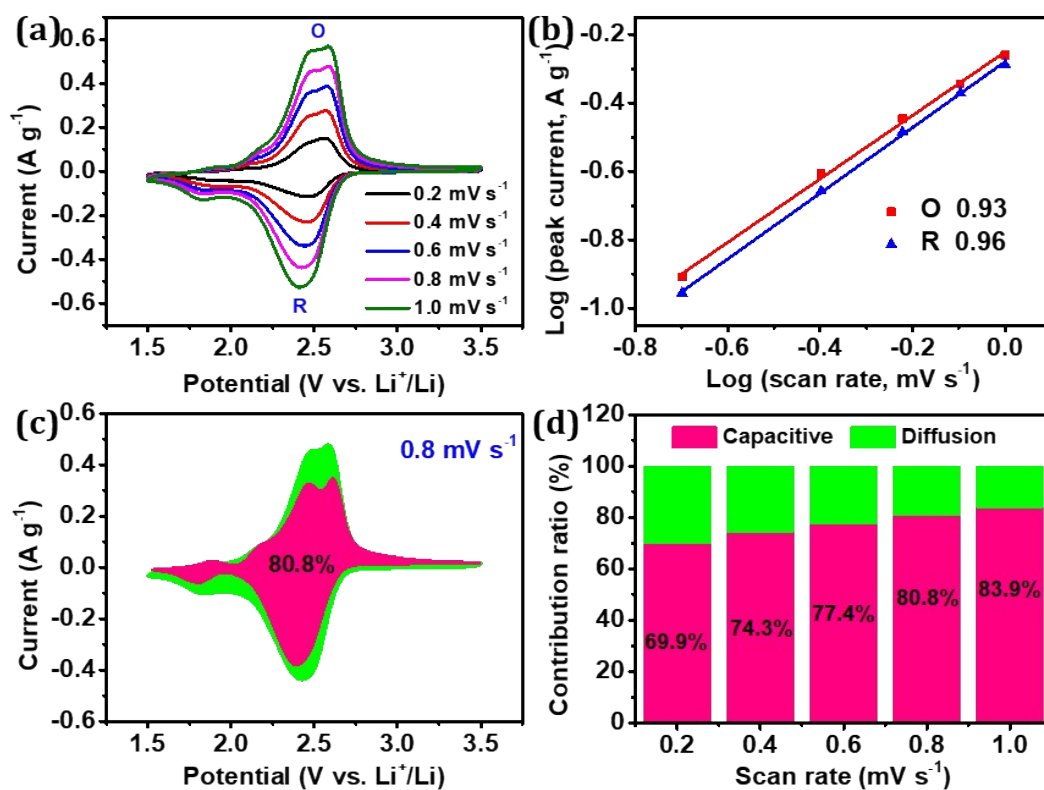 (a)
0.6
0.4
0.2
0.0
-0.2
-0.4
-0.6
Current (A g⁻¹)
O
R
0.2 mV s⁻¹
0.4 mV s⁻¹
0.6 mV s⁻¹
0.8 mV s⁻¹
1.0 mV s⁻¹
1.5 2.0 2.5 3.0 3.5
Potential (V vs. Li⁺/Li)
(b)
-0.2
-0.4
-0.6
-0.8
-1.0
Log (peak current, A g⁻¹)
O 0.93
R 0.96
-0.8 -0.6 -0.4 -0.2 0.0
Log (scan rate, mV s⁻¹)
(c)
0.6
0.4
0.2
0.0
-0.2
-0.4
-0.6
Current (A g⁻¹)
0.8 mV s⁻¹
80.8%
1.5 2.0 2.5 3.0 3.5
Potential (V vs. Li⁺/Li)
(d)
120
100
80
60
40
20
0
Contribution ratio (%)
Capacitive Diffusion
69.9% 74.3% 77.4% 80.8% 83.9%
0.2 0.4 0.6 0.8 1.0
Scan rate (mV s⁻¹)